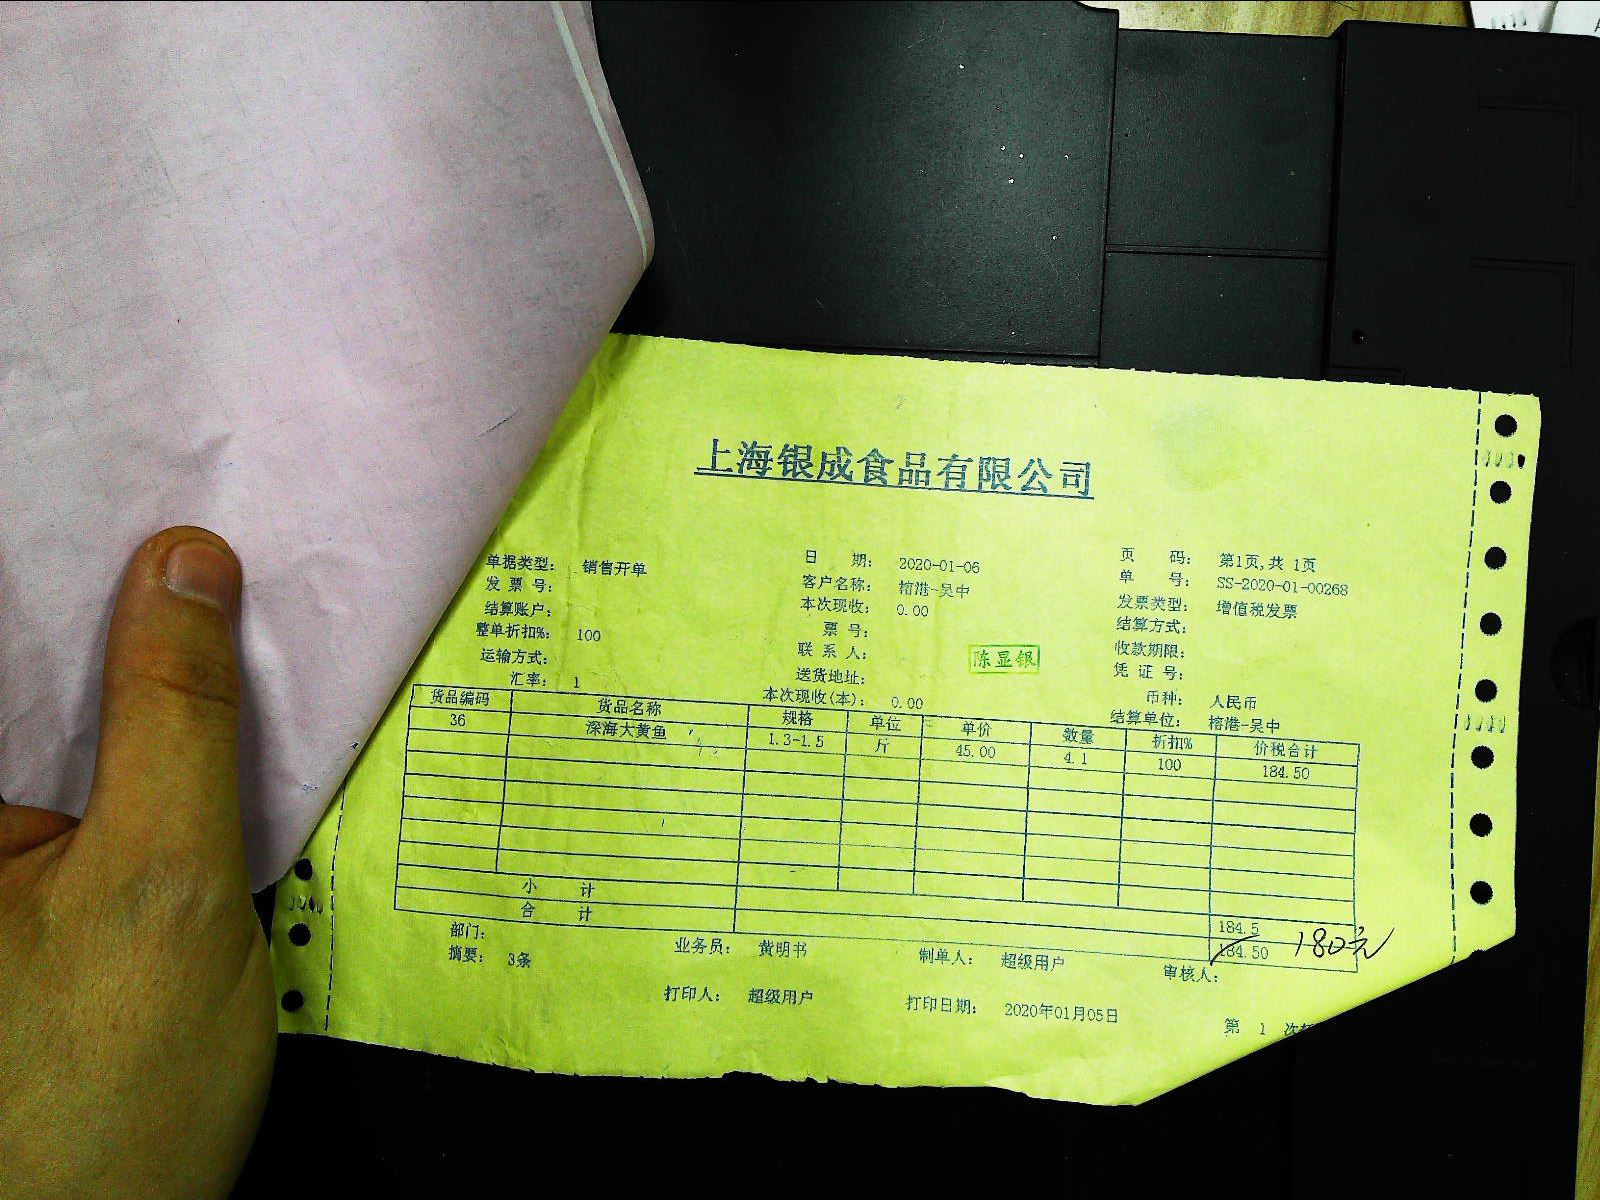 上海银成食品有限公司
单据类型： 销售开单 日 期： 2020-01-06 页 码： 第1页,共 1页
发 票 号： 客户名称： 榕港-吴中 单 号： SS-2020-01-00268
结算账户： 本次现收： 0.00 发票类型： 增值税发票
整单折扣%： 100 票 号： 结算方式：
运输方式： 联 系 人： 陈显银 收款期限：
汇率： 1 送货地址： 凭 证 号：
本次现收(本)： 0.00 币种： 人民币
结算单位： 榕港-吴中
货品编码 货品名称 规格 单位 单价 数量 折扣% 价税合计
36 深海大黄鱼 1.3-1.5 斤 45.00 4.1 100 184.50
小 计 184.5
合 计 184.50 180元
部门： 业务员： 黄明书 制单人： 超级用户 审核人：
摘要： 3条
打印人： 超级用户 打印日期： 2020年01月05日 第 1 次